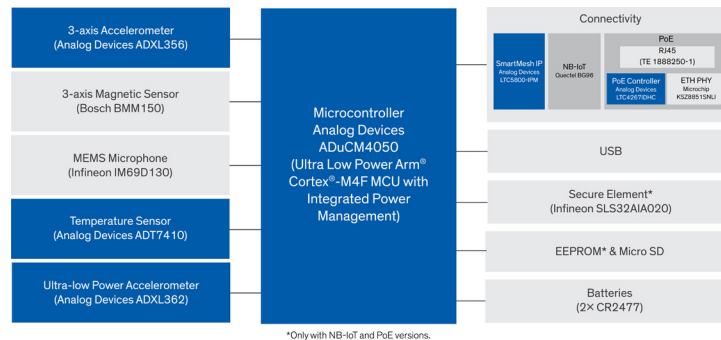 3-axis Accelerometer
(Analog Devices ADXL356)
3-axis Magnetic Sensor
(Bosch BMM150)
MEMS Microphone
(Infineon IM69D130)
Temperature Sensor
(Analog Devices ADT7410)
Ultra-low Power Accelerometer
(Analog Devices ADXL362)
Microcontroller
Analog Devices
ADuCM4050
(Ultra Low Power Arm®
Cortex®-M4F MCU with
Integrated Power
Management)
Connectivity
SmartMesh IP
Analog Devices
LTC5800-IPM
NB-IoT
Quectel BG96
PoE
RJ45
(TE 1888250-1)
PoE Controller
Analog Devices
LTC4267IDHC
ETH PHY
Microchip
KSZ8851SNLI
USB
Secure Element*
(Infineon SLS32AIA020)
EEPROM* & Micro SD
Batteries
(2× CR2477)
*Only with NB-IoT and PoE versions.